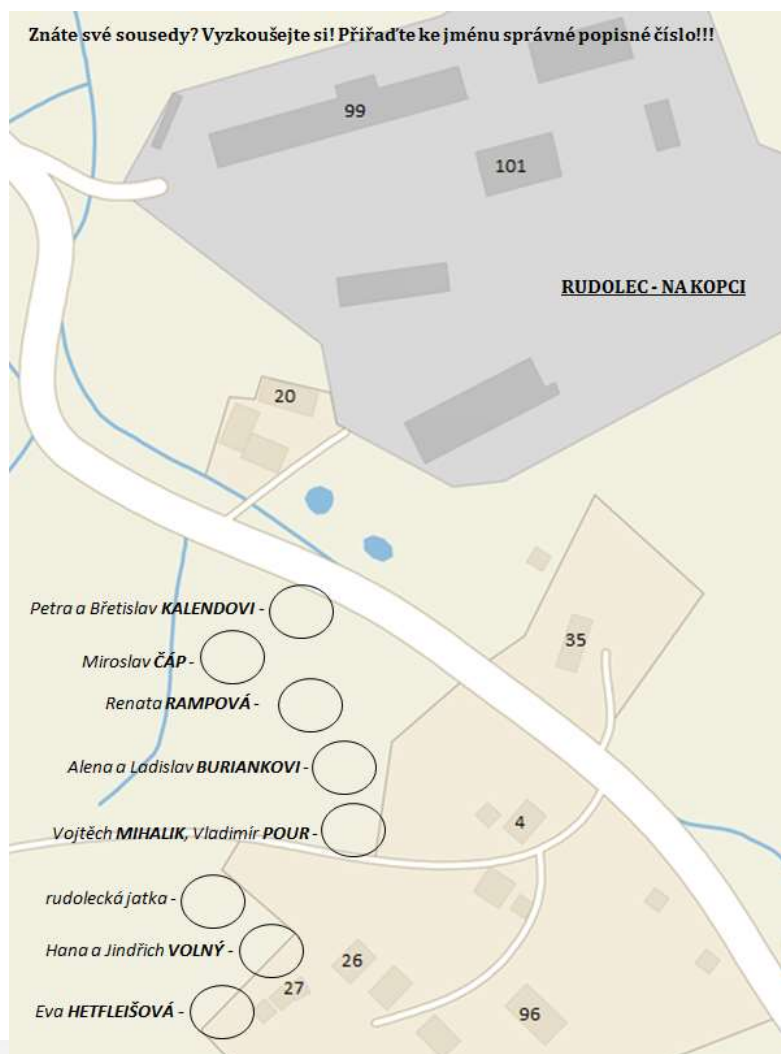 Znáte své sousedy? Vyzkoušejte si! Přiřaďte ke jménu správné popisné číslo!!!
99
101
RUDOLEC - NA KOPCI
20
Petra a Břetislav KALENDOVI -
35
Miroslav ČÁP -
Renata RAMPOVÁ -
Alena a Ladislav BURIANKOVI -
4
Vojtěch MIHALIK, Vladimír POUR -
rudolecká jatka -
Hana a Jindřich VOLNÝ -
26
27
Eva HETFLEIŠOVÁ -
96